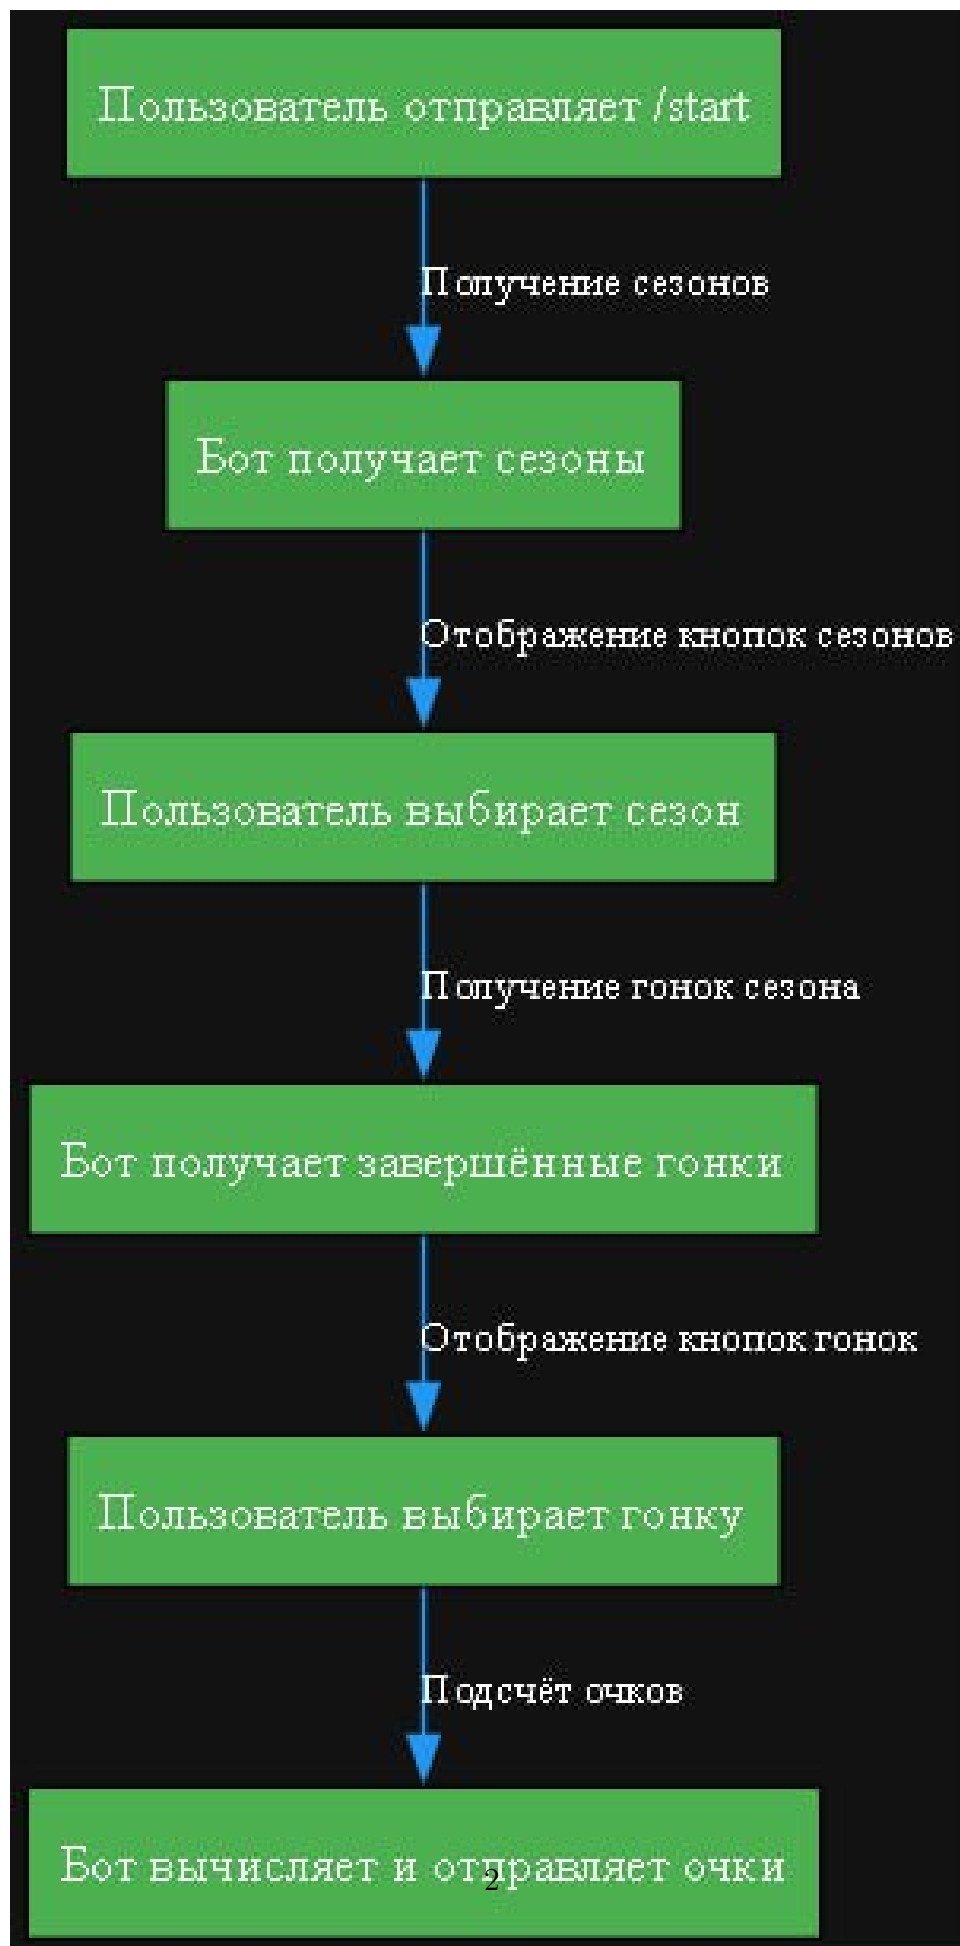 Пользователь отправляет /start
Получение сезонов
Бот получает сезоны
Отображение кнопок сезонов
Пользователь выбирает сезон
Получение гонок сезона
Бот получает завершённые гонки
Отображение кнопок гонок
Пользователь выбирает гонку
Подсчёт очков
Бот вычисляет и отправляет очки
2